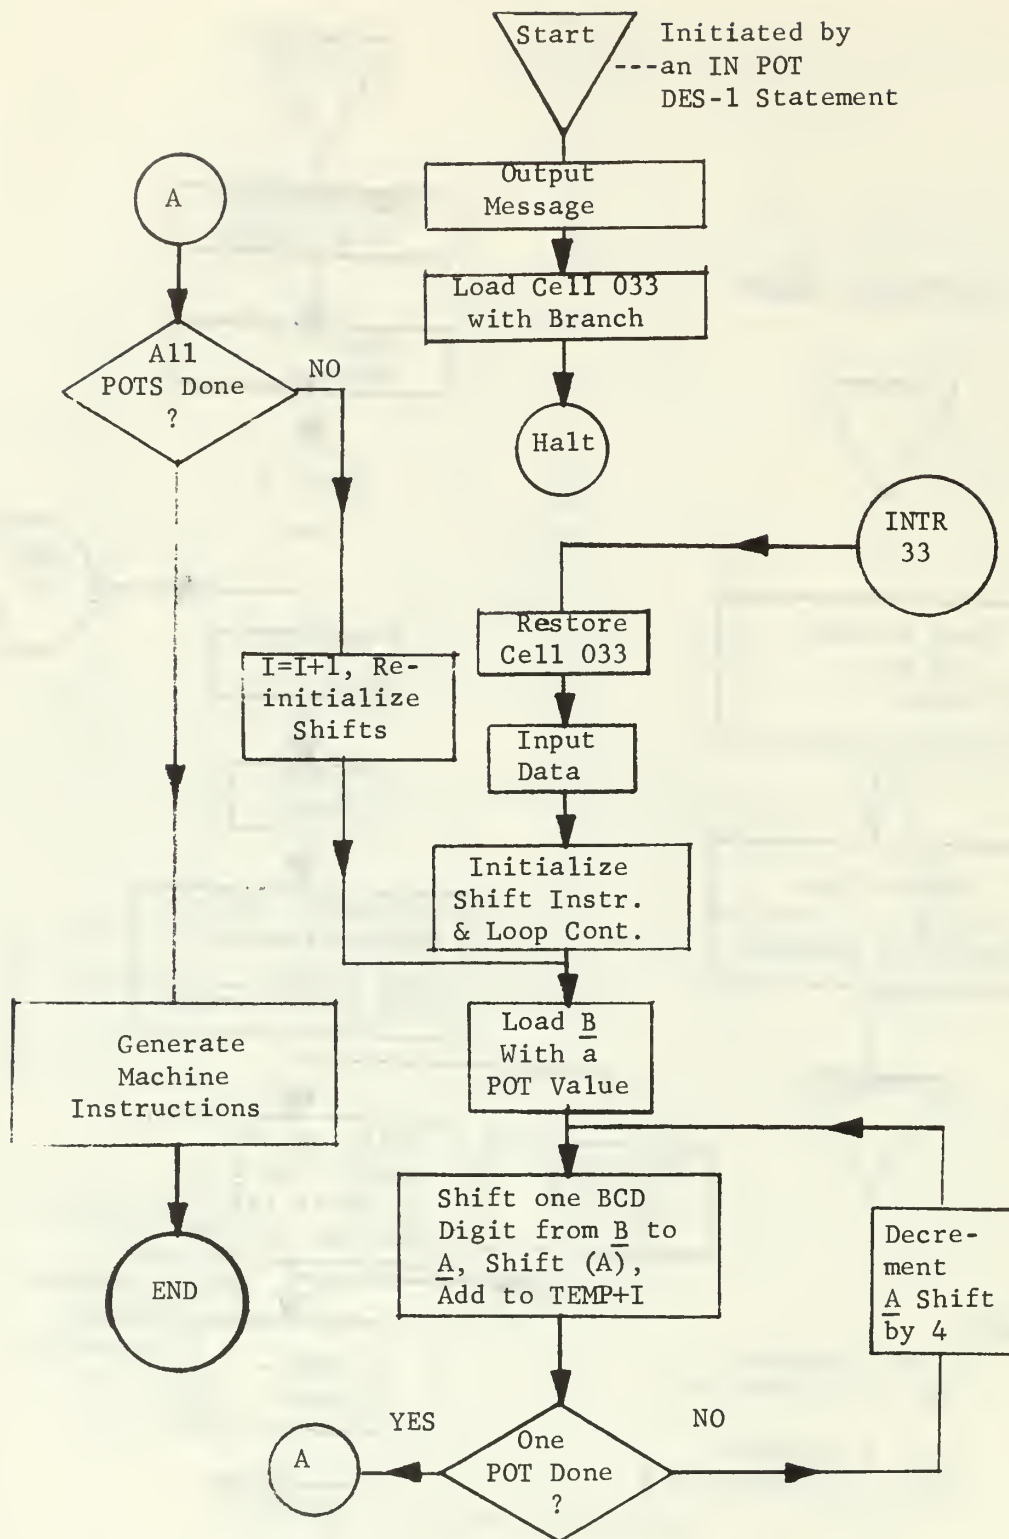 Start
Initiated by
---an IN POT
DES-1 Statement
Output
Message
Load Cell 033
with Branch
Halt
A
All
POTS Done
?
NO
INTR
33
Restore
Cell 033
I=I+1, Re-
initialize
Shifts
Input
Data
Initialize
Shift Instr.
& Loop Cont.
Load B
With a
POT Value
Generate
Machine
Instructions
END
Shift one BCD
Digit from B to
A, Shift (A),
Add to TEMP+I
Decre-
ment
A Shift
by 4
YES
NO
One
POT Done
?
A